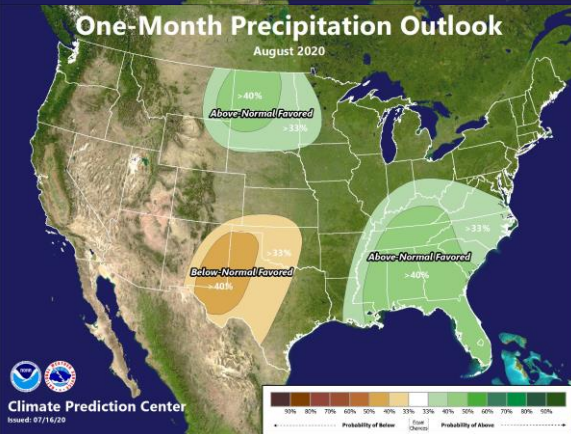 One-Month Precipitation Outlook
August 2020
>40%
Above-Normal Favored
>33%
>33%
>33%
Below-Normal Favored
Above-Normal Favored
>40%
>40%
Climate Prediction Center
Issued: 07/16/20
90% 80% 70% 60% 50% 40% 33% 33% 40% 50% 60% 70% 80% 90%
Probability of Below Equal Chances Probability of Above